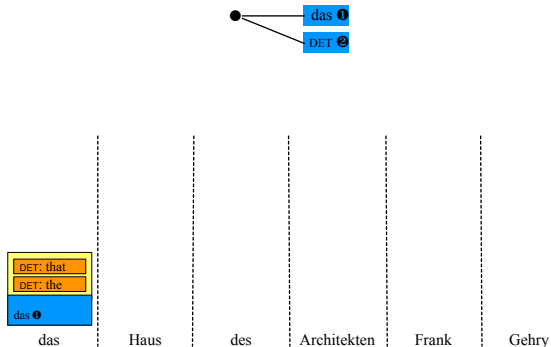 das ❶
DET ❷
DET: that
DET: the
das ❶
das Haus des Architekten Frank Gehry